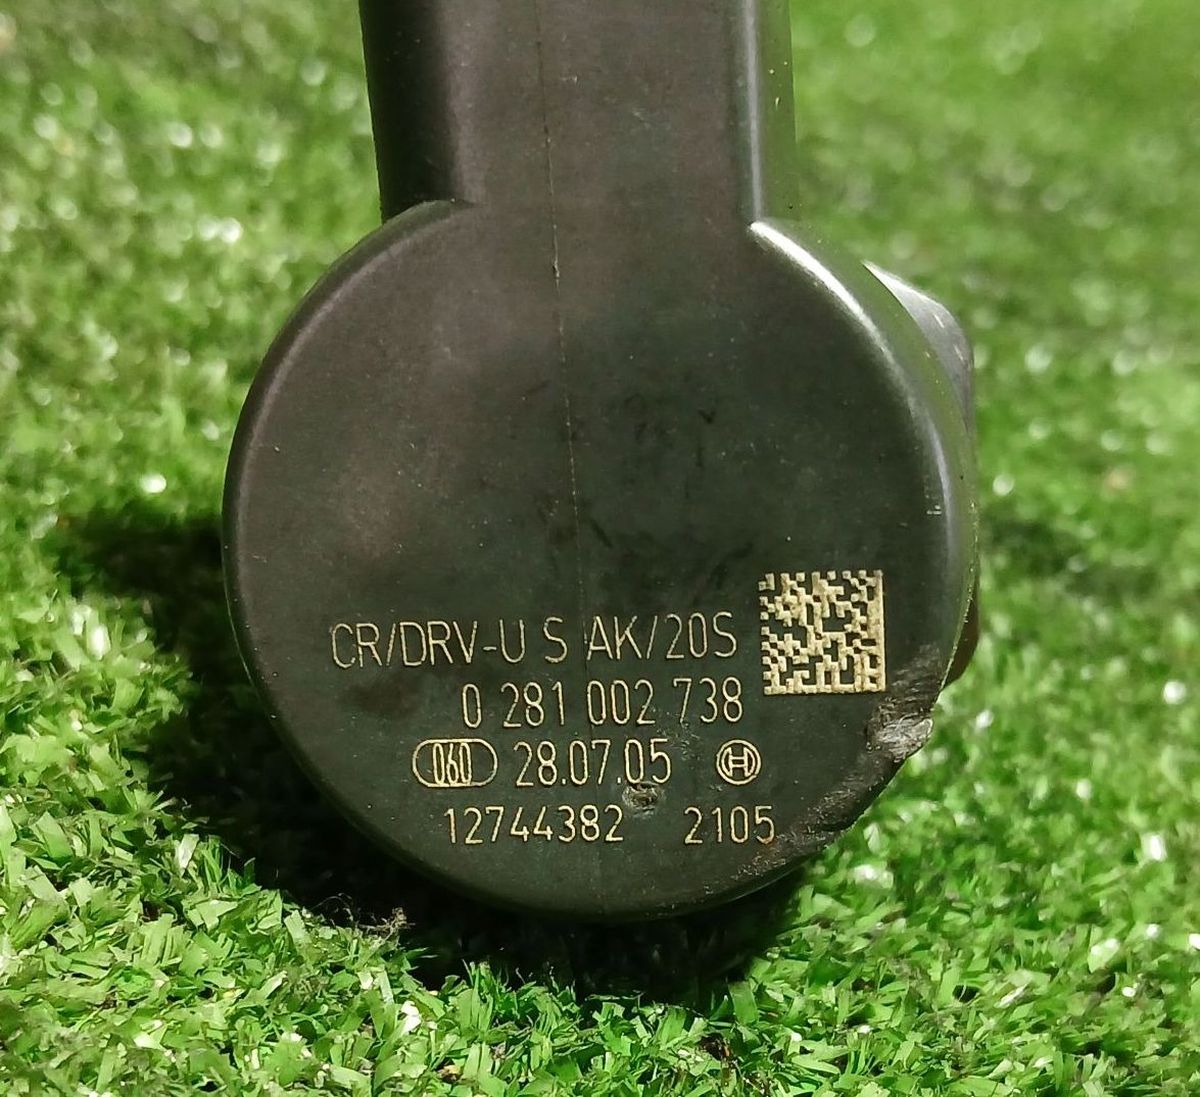 CR/DRV-U S AK/20S
0 281 002 738
060 28.07.05 H
12744382 2105